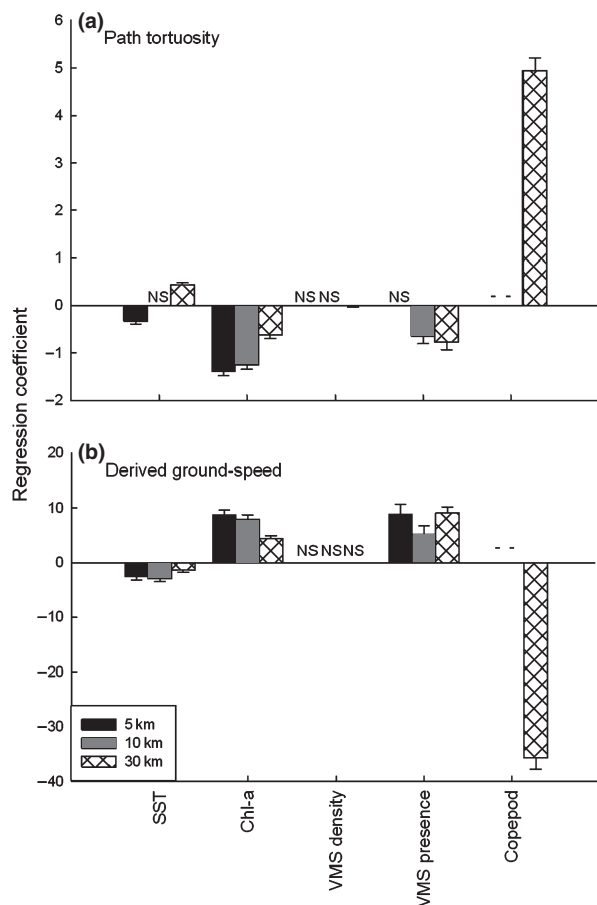 (a)
Path tortuosity
6
5
4
3
2
1
0
−1
−2
NS
NS NS
NS
- -
Regression coefficient
(b)
Derived ground-speed
20
10
0
−10
−20
−30
−40
NS NS NS
- -
5 km
10 km
30 km
SST
Chl-a
VMS density
VMS presence
Copepod